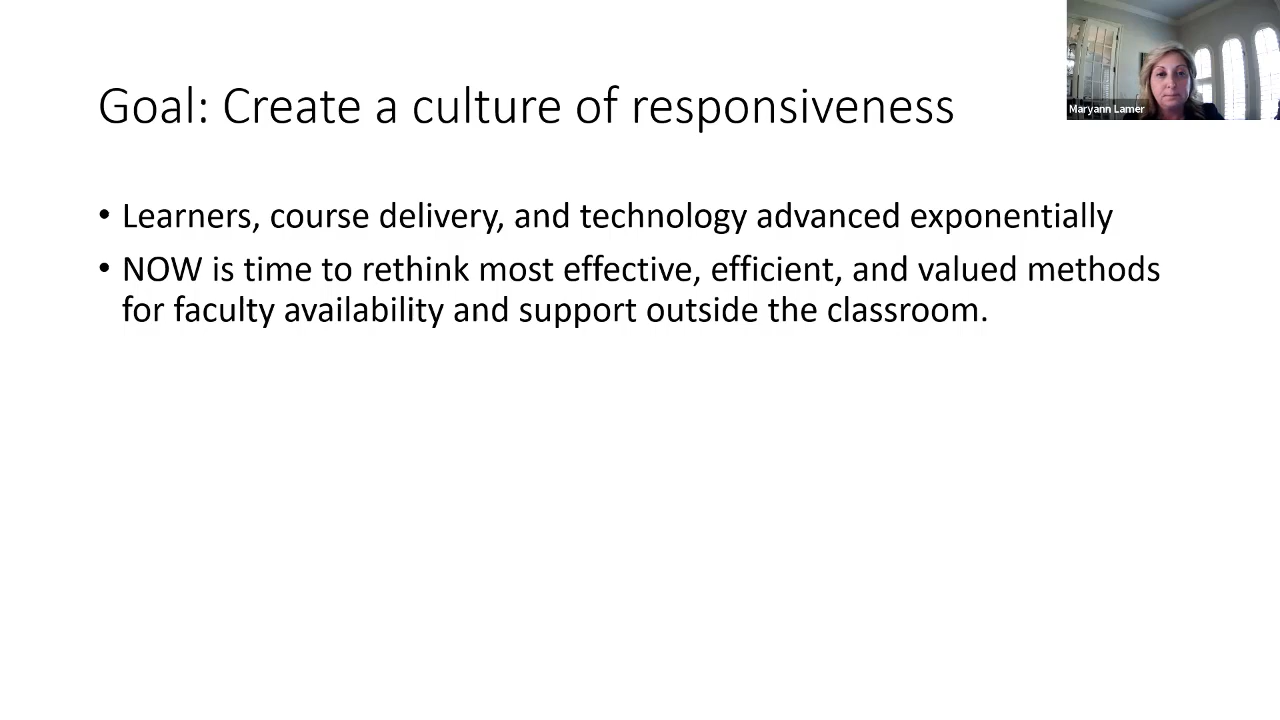 Goal: Create a culture of responsiveness
Maryann Lamer
• Learners, course delivery, and technology advanced exponentially
• NOW is time to rethink most effective, efficient, and valued methods
for faculty availability and support outside the classroom.